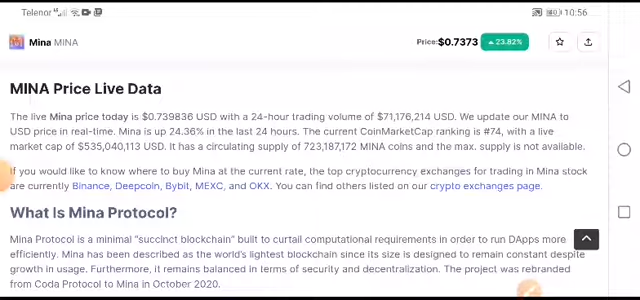 Telenor 10:56
Mina MINA Price:$0.7373 23.82%
MINA Price Live Data
The live Mina price today is $0.739836 USD with a 24-hour trading volume of $71,176,214 USD. We update our MINA to
USD price in real-time. Mina is up 24.36% in the last 24 hours. The current CoinMarketCap ranking is #74, with a live
market cap of $535,040,113 USD. It has a circulating supply of 723,187,172 MINA coins and the max. supply is not available.
If you would like to know where to buy Mina at the current rate, the top cryptocurrency exchanges for trading in Mina stock
are currently Binance, Deepcoin, Bybit, MEXC, and OKX. You can find others listed on our crypto exchanges page.
What Is Mina Protocol?
Mina Protocol is a minimal "succinct blockchain" built to curtail computational requirements in order to run DApps more
efficiently. Mina has been described as the world's lightest blockchain since its size is designed to remain constant despite
growth in usage. Furthermore, it remains balanced in terms of security and decentralization. The project was rebranded
from Coda Protocol to Mina in October 2020.